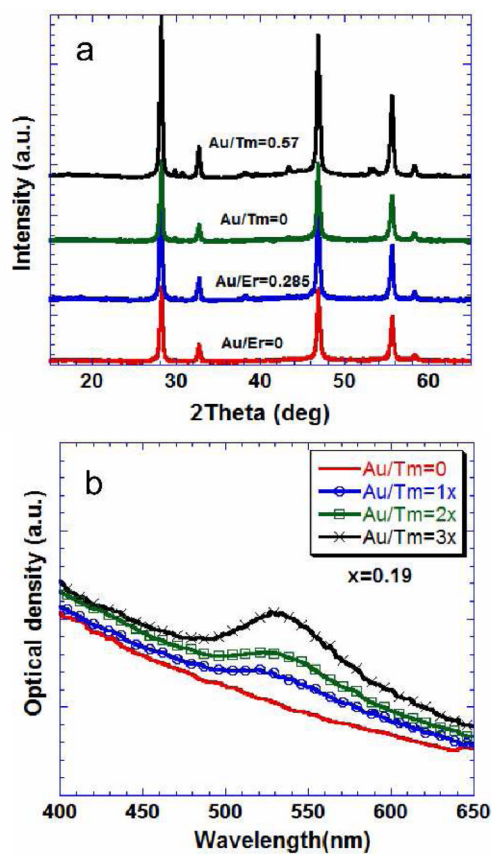 a
Au/Tm=0.57
Au/Tm=0
Au/Er=0.285
Au/Er=0
Intensity (a.u.)
20 30 40 50 60
2Theta (deg)
b
Au/Tm=0
Au/Tm=1x
Au/Tm=2x
Au/Tm=3x
x=0.19
Optical density (a.u.)
400 450 500 550 600 650
Wavelength(nm)